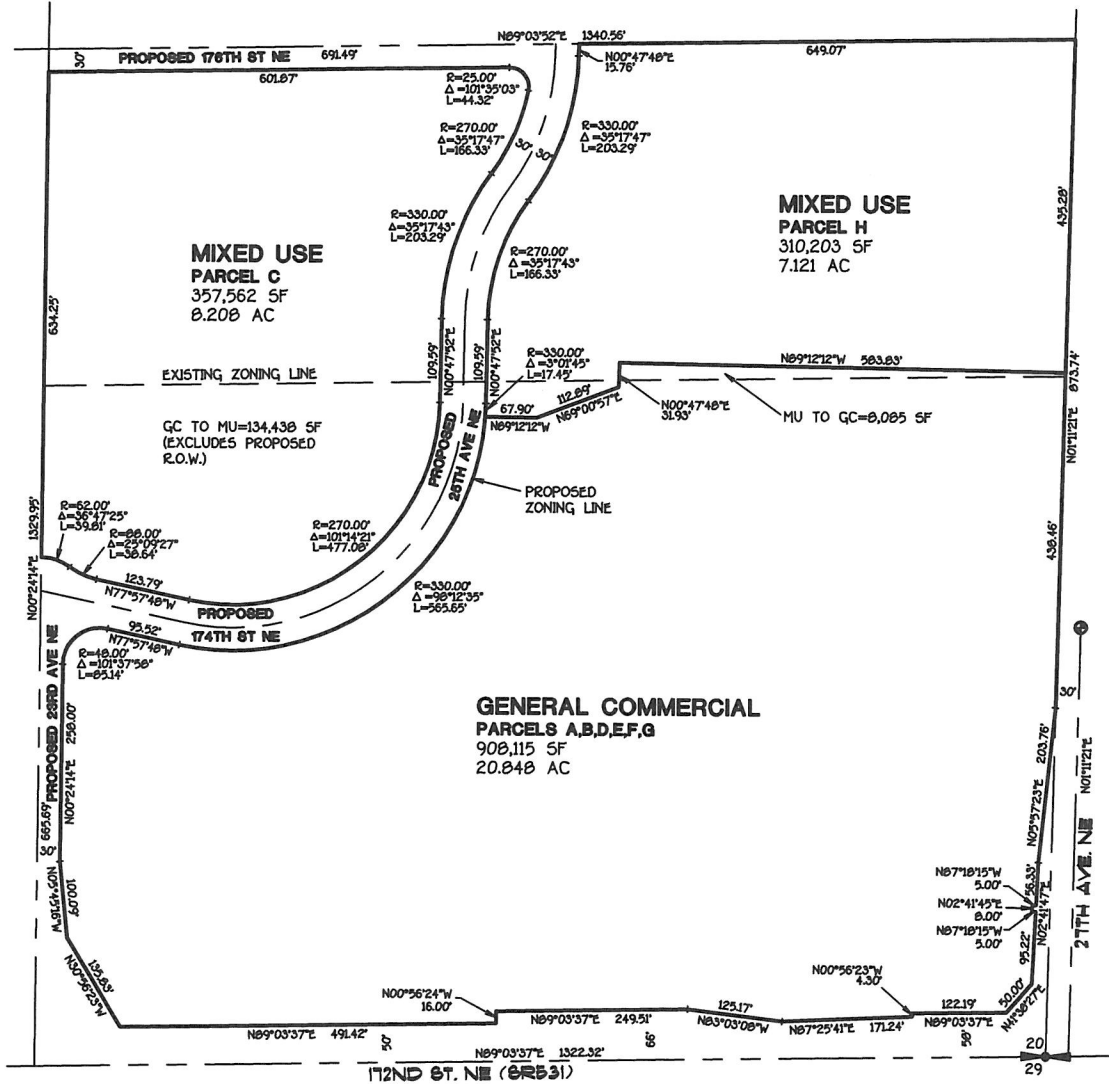 N89°03'52"E 1340.56'
PROPOSED 176TH ST NE
691.49'
30'
601.87'
649.07'
N00°47'48"E
15.76'
R=25.00'
Δ=101°35'03"
L=44.32'
R=270.00'
Δ=35°17'47"
L=166.33'
R=330.00'
Δ=35°17'47"
L=203.29'
30' 30'
R=330.00'
Δ=35°17'43"
L=203.29'
R=270.00'
Δ=35°17'43"
L=166.33'
MIXED USE
PARCEL C
357,562 SF
8.208 AC
MIXED USE
PARCEL H
310,203 SF
7.121 AC
435.28'
634.25'
109.59'
N00°47'52"E
109.59'
N00°47'52"E
R=330.00'
Δ=3°01'45"
L=17.45'
EXISTING ZONING LINE
67.90'
N89°12'12"W
112.89'
N69°00'57"E
N00°47'48"E
31.93'
N89°12'12"W 583.83'
MU TO GC=8,085 SF
873.74'
N01°11'21"E
GC TO MU=134,438 SF
(EXCLUDES PROPOSED
R.O.W.)
PROPOSED
25TH AVE NE
PROPOSED
ZONING LINE
R=62.00'
Δ=36°47'25"
L=39.81'
R=88.00'
Δ=25°09'27"
L=38.64'
R=270.00'
Δ=101°14'21"
L=477.08'
1329.95'
N00°24'14"E
123.79'
N77°57'48"W
PROPOSED
174TH ST NE
R=330.00'
Δ=98°12'35"
L=565.65'
95.52'
N77°57'48"W
R=48.00'
Δ=101°37'58"
L=85.14'
438.46'
PROPOSED 23RD AVE NE
258.00'
N00°24'14"E
665.69'
30'
GENERAL COMMERCIAL
PARCELS A,B,D,E,F,G
908,115 SF
20.848 AC
30'
203.76'
N05°57'23"E
N01°11'21"E
27TH AVE. NE
100.09'
N05°45'16"W
N87°18'15"W
5.00'
56.33'
N02°41'45"E
8.00'
N87°18'15"W
5.00'
N02°41'47"E
95.22'
135.83'
N30°56'23"W
N00°56'24"W
16.00'
N00°56'23"W
4.30'
50.00'
N41°38'27"E
N89°03'37"E 491.42'
N89°03'37"E 249.51'
125.17'
N83°03'08"W
N87°25'41"E 171.24'
122.19'
N89°03'37"E
50'
66'
58'
N89°03'37"E 1322.32'
172ND ST. NE (SR531)
20
29